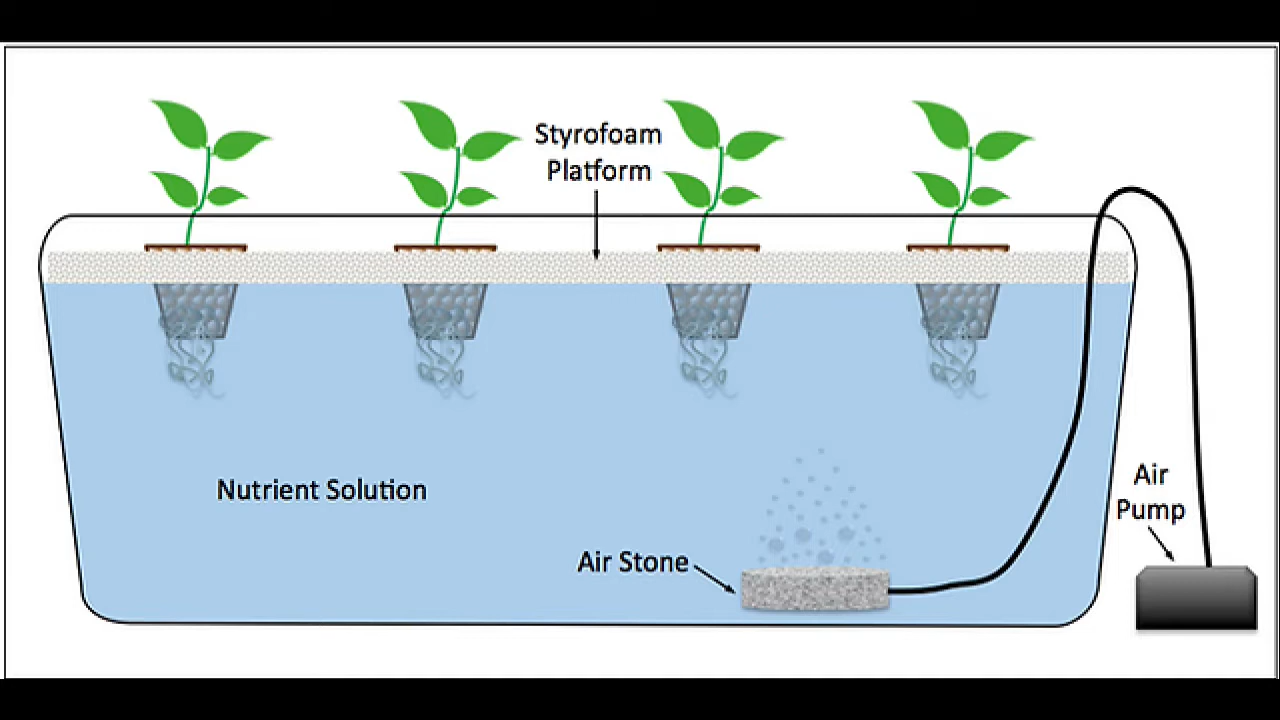 Styrofoam
Platform
Nutrient Solution
Air
Pump
Air Stone